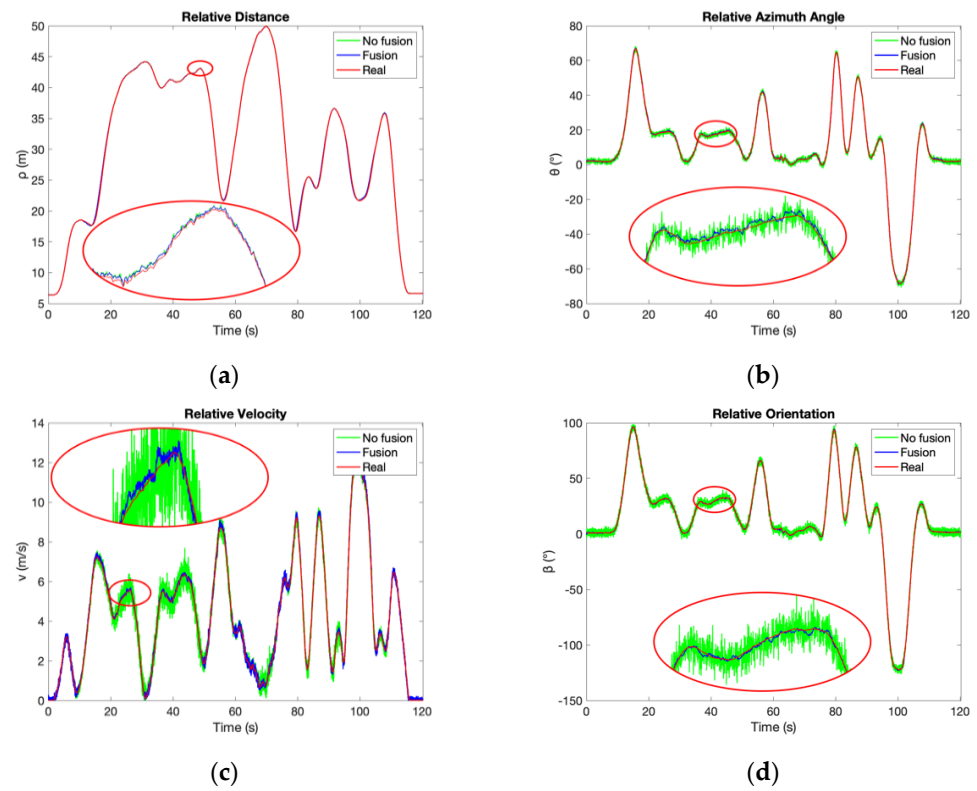 Relative Distance
50
45
40
35
30
25
20
15
10
5
ρ (m)
No fusion
Fusion
Real
0 20 40 60 80 100 120
Time (s)
(a)
Relative Azimuth Angle
80
60
40
20
0
-20
-40
-60
-80
θ (°)
No fusion
Fusion
Real
0 20 40 60 80 100 120
Time (s)
(b)
Relative Velocity
14
12
10
8
6
4
2
0
v (m/s)
No fusion
Fusion
Real
0 20 40 60 80 100 120
Time (s)
(c)
Relative Orientation
100
50
0
-50
-100
-150
β (°)
No fusion
Fusion
Real
0 20 40 60 80 100 120
Time (s)
(d)